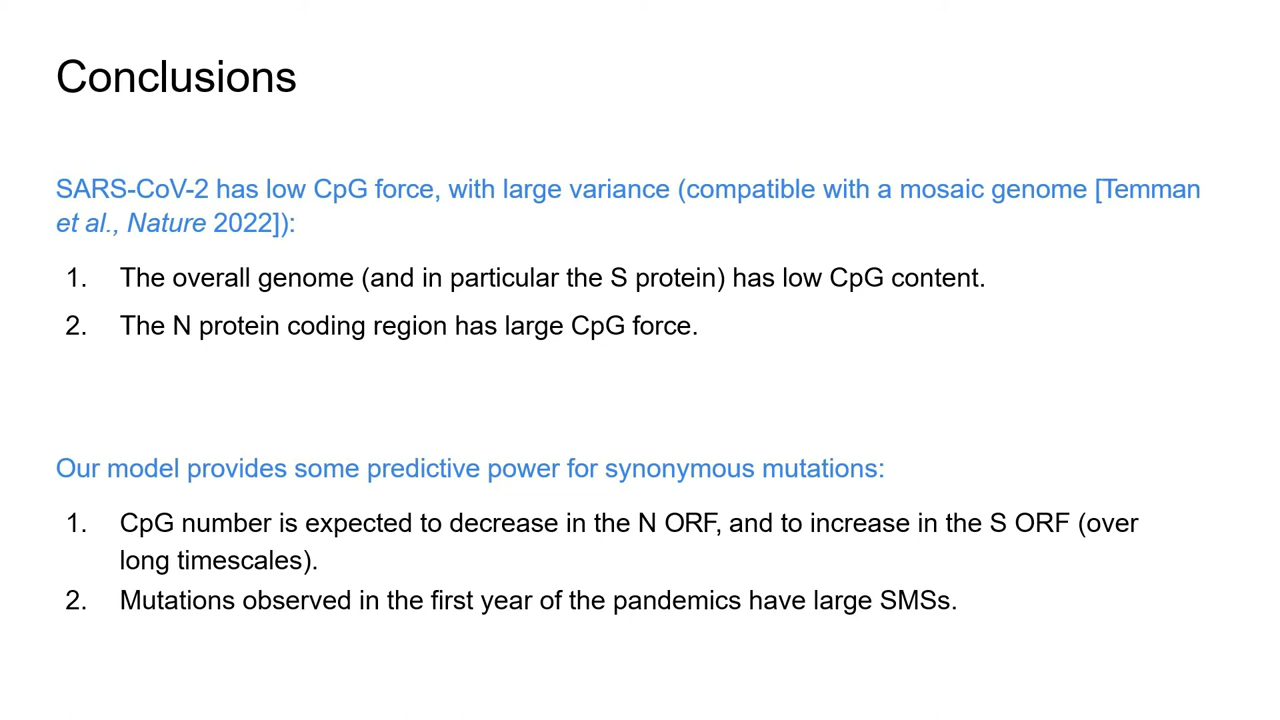 Conclusions
SARS-CoV-2 has low CpG force, with large variance (compatible with a mosaic genome [Temman
et al., Nature 2022]):
1. The overall genome (and in particular the S protein) has low CpG content.
2. The N protein coding region has large CpG force.
Our model provides some predictive power for synonymous mutations:
1. CpG number is expected to decrease in the N ORF, and to increase in the S ORF (over
long timescales).
2. Mutations observed in the first year of the pandemics have large SMSs.